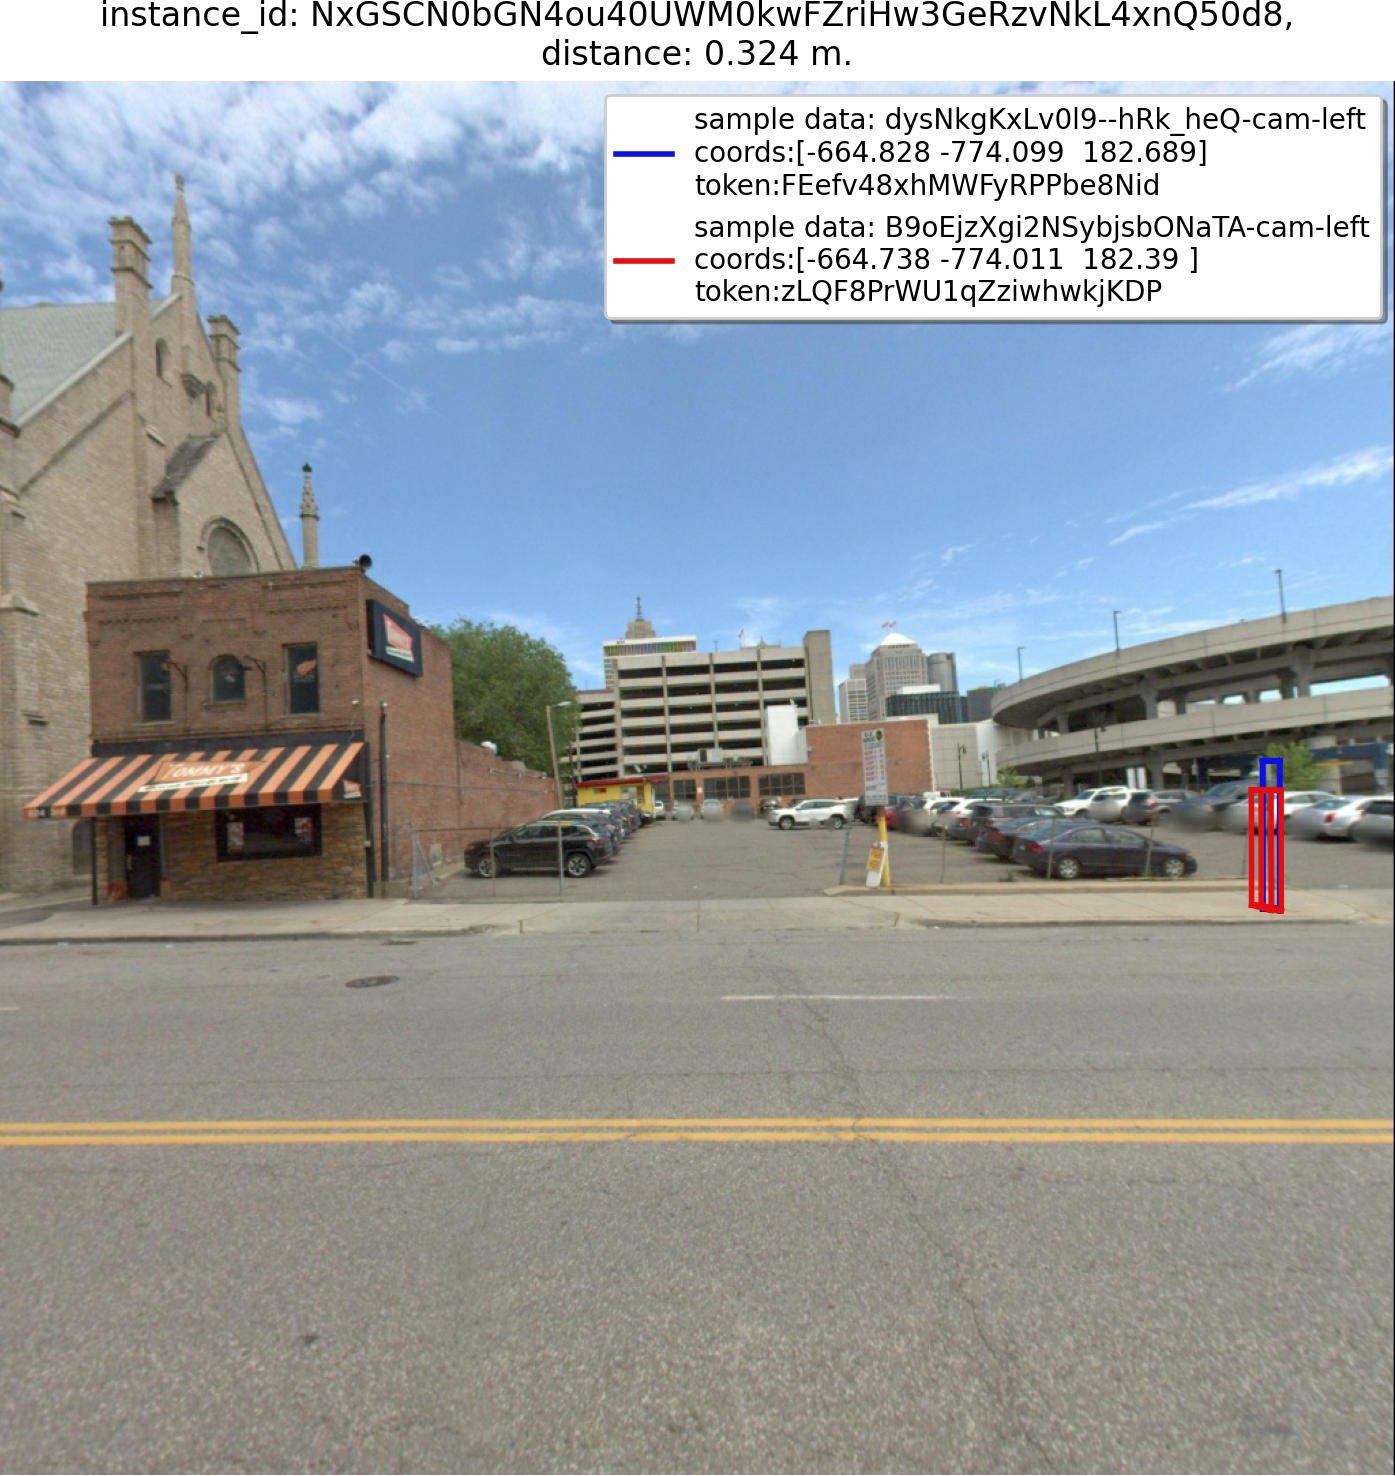 instance_id: NxGSCN0bGN4ou40UWM0kwFZriHw3GeRzvNkL4xnQ50d8,
distance: 0.324 m.
sample data: dysNkgKxLv0l9--hRk_heQ-cam-left
coords:[-664.828 -774.099  182.689]
token:FEefv48xhMWFyRPPbe8Nid
sample data: B9oEjzXgi2NSybjsbONaTA-cam-left
coords:[-664.738 -774.011  182.39 ]
token:zLQF8PrWU1qZziwhwkjKDP
TOMMY'S